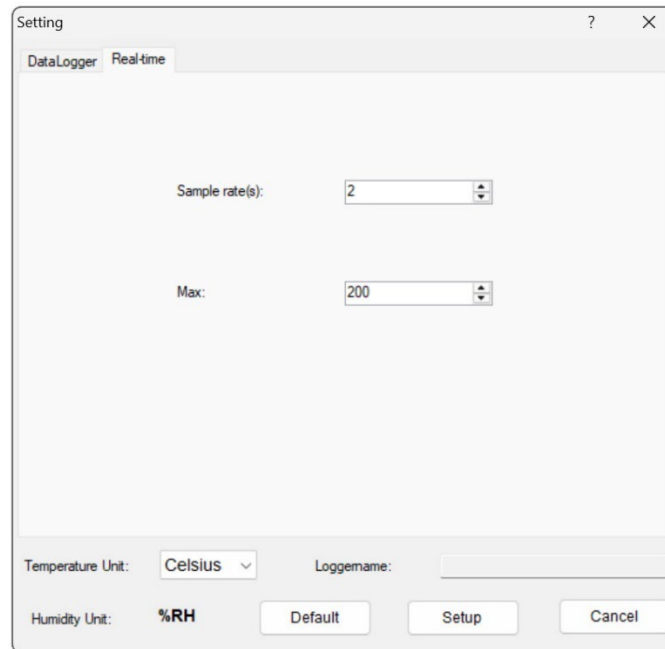 Setting ?
DataLogger Real-time
Sample rate(s): 2
Max: 200
Temperature Unit: Celsius Loggername:
Humidity Unit: %RH Default Setup Cancel